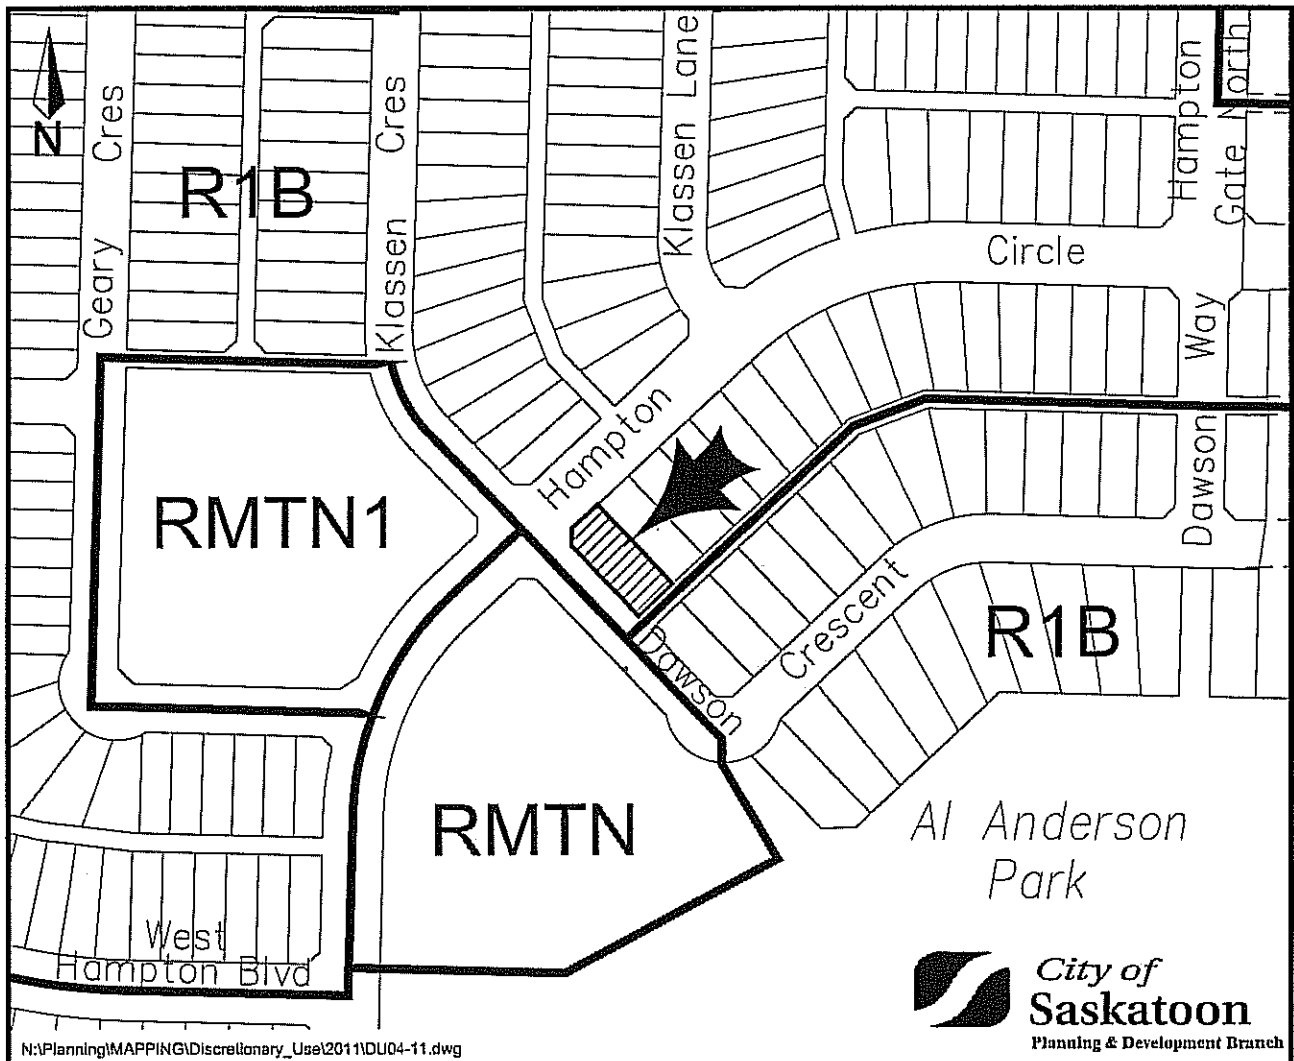 N
Geary Cres
R1B
Klassen Cres
Klassen Lane
Hampton
Gate North
Circle
Way
Hampton
RMTN1
Dawson
Crescent
R1B
Dawson
RMTN
Al Anderson
Park
West
Hampton Blvd
City of
Saskatoon
Planning & Development Branch
N:\Planning\MAPPING\Discretionary_Use\2011\DU04-11.dwg